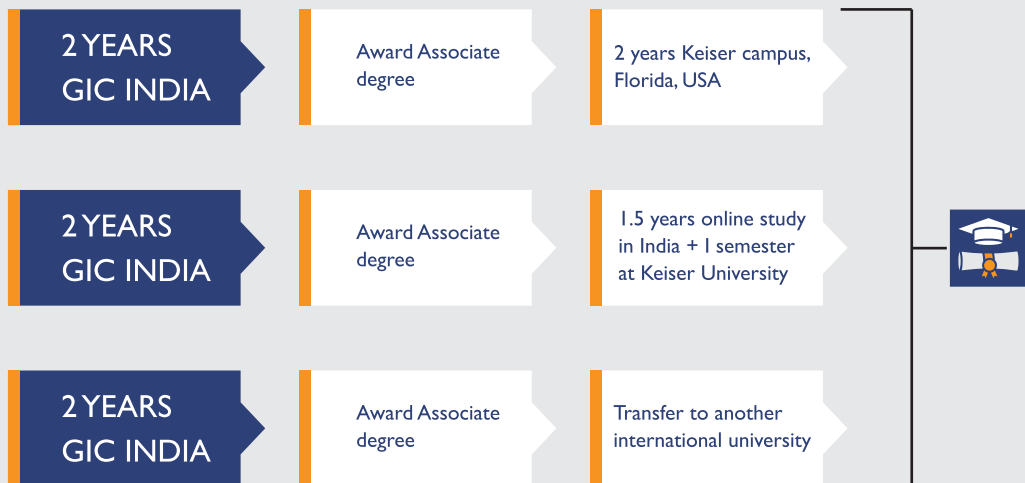 2 YEARS
GIC INDIA
Award Associate
degree
2 years Keiser campus,
Florida, USA
2 YEARS
GIC INDIA
Award Associate
degree
1.5 years online study
in India + I semester
at Keiser University
2 YEARS
GIC INDIA
Award Associate
degree
Transfer to another
international university